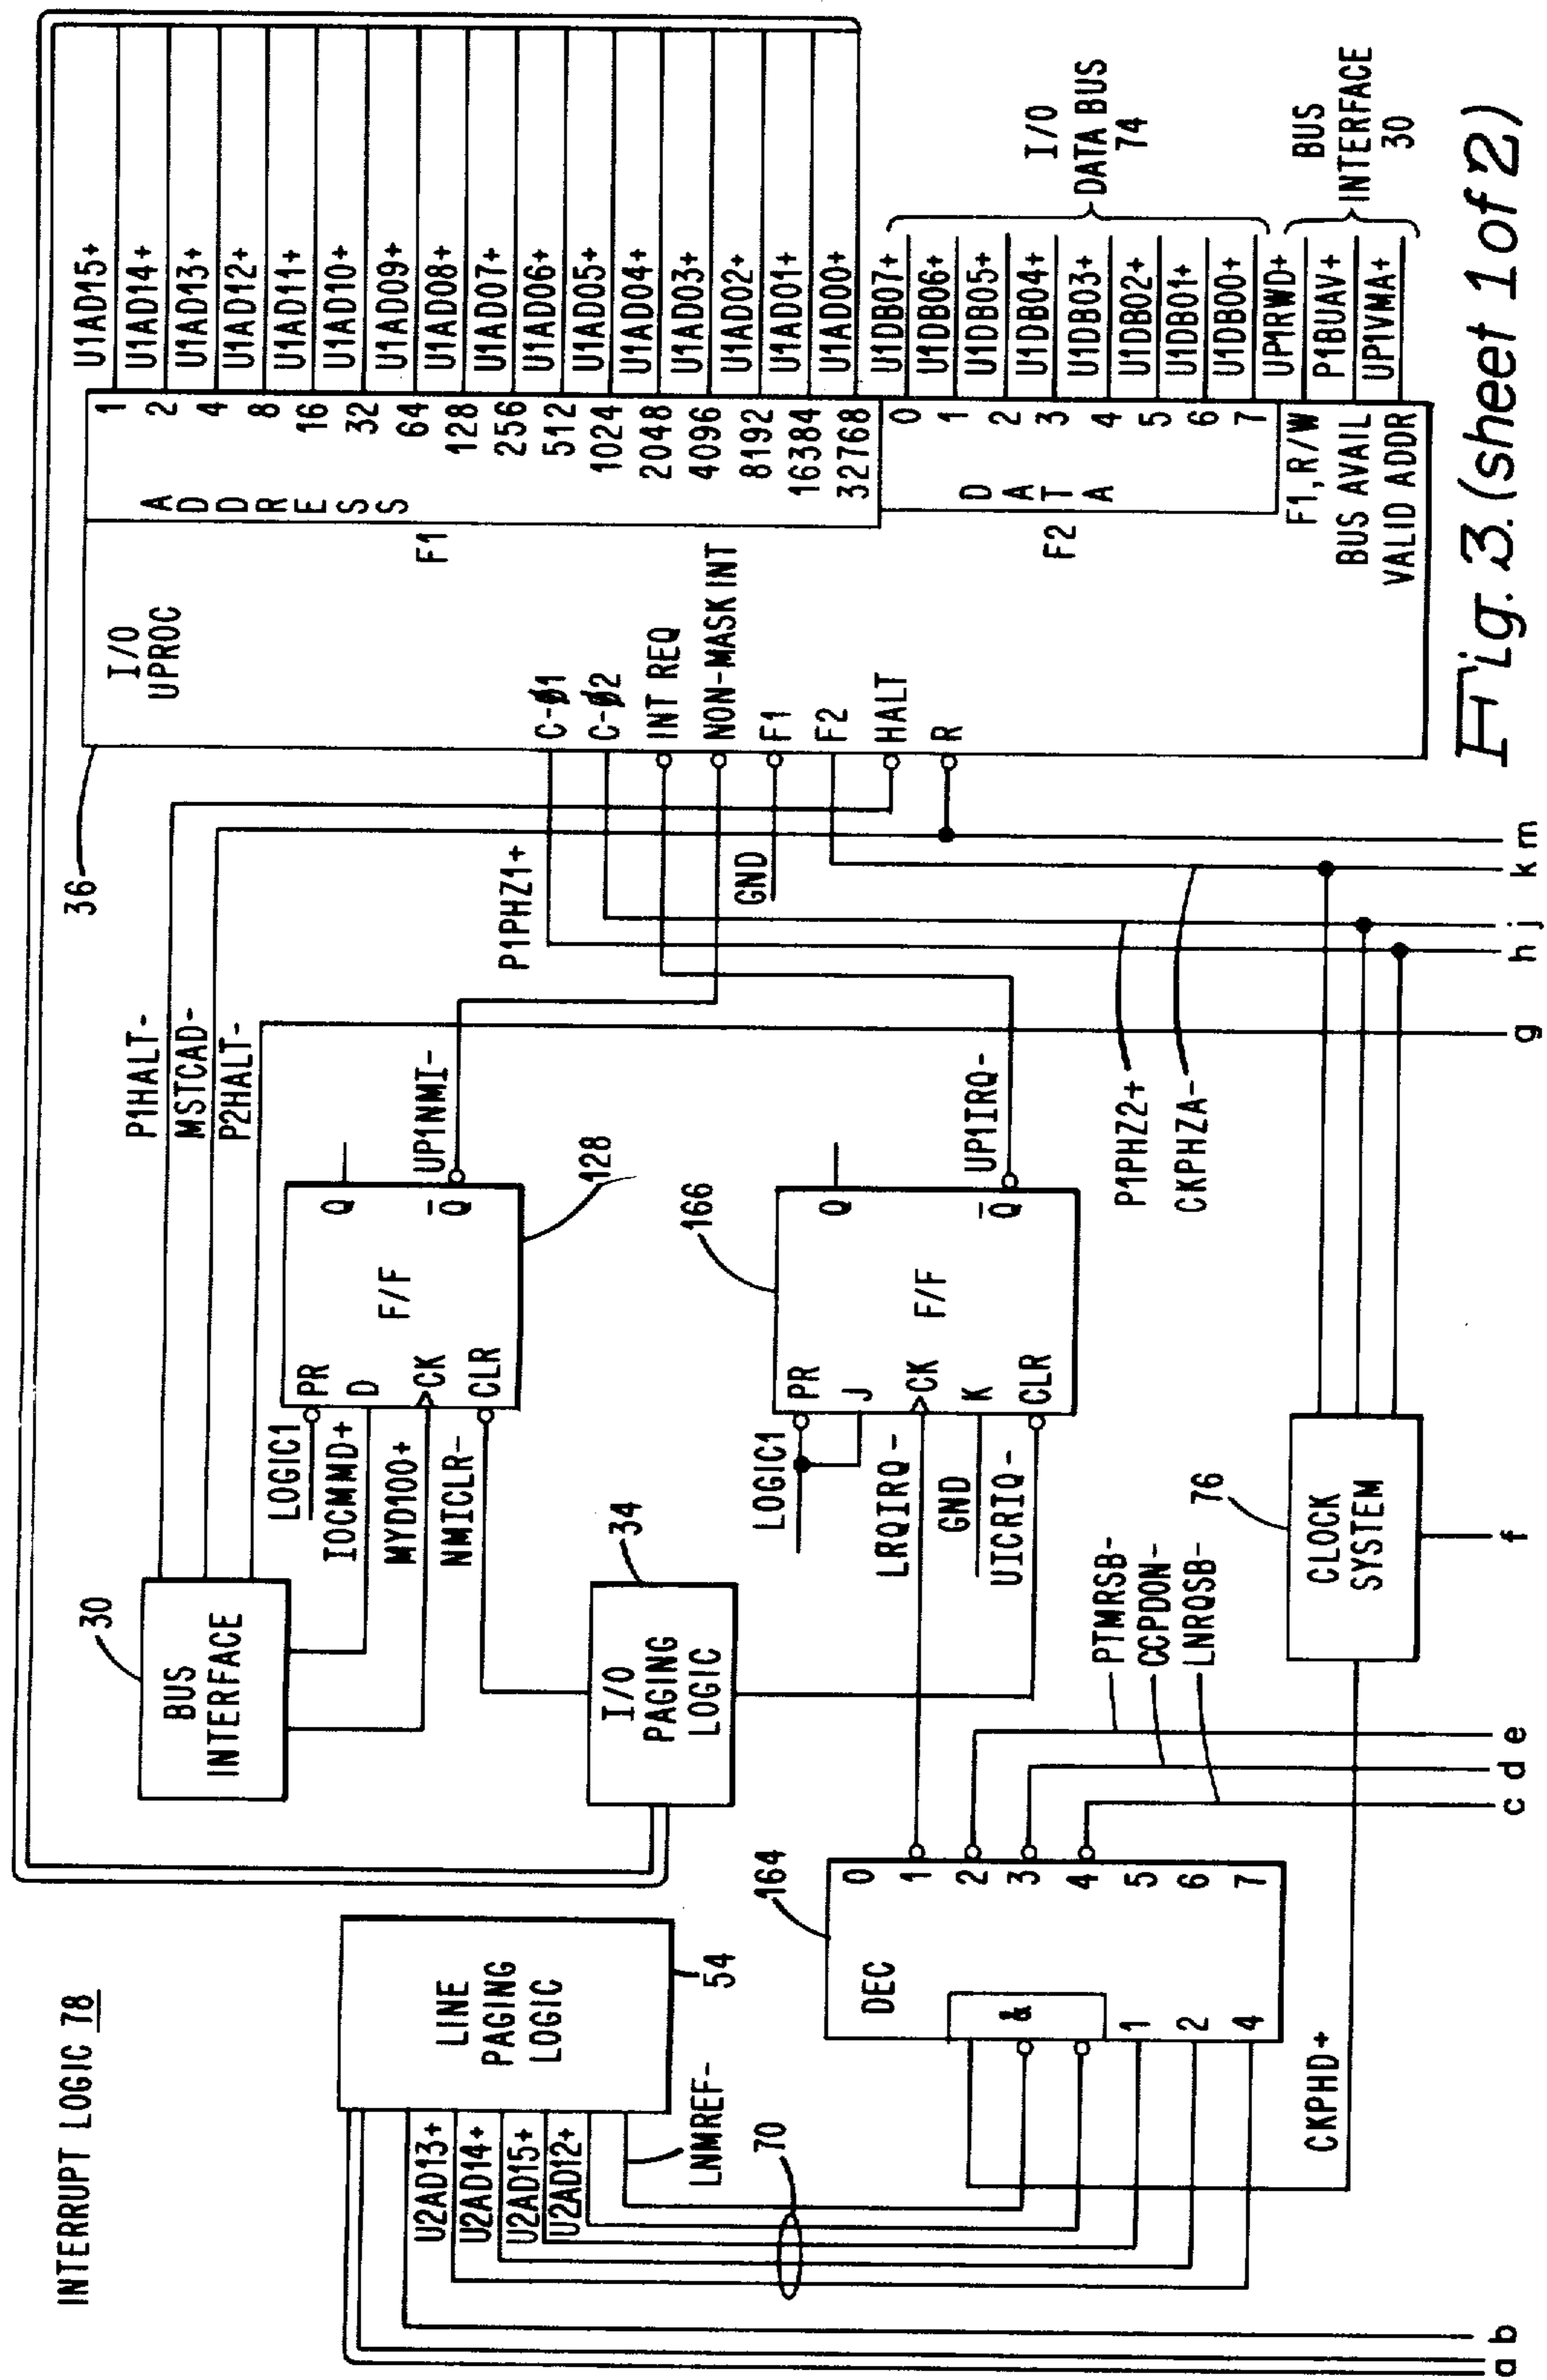 INTERRUPT LOGIC 78
30
BUS
INTERFACE
P1HALT-
MSTCAD-
P2HALT-
36
I/O
UPROC
ADDRESS
F1
1
2
4
8
16
32
64
128
256
512
1024
2048
4096
8192
16384
32768
U1AD15+
U1AD14+
U1AD13+
U1AD12+
U1AD11+
U1AD10+
U1AD09+
U1AD08+
U1AD07+
U1AD06+
U1AD05+
U1AD04+
U1AD03+
U1AD02+
U1AD01+
U1AD00+
DATA
F2
0
1
2
3
4
5
6
7
U1DB07+
U1DB06+
U1DB05+
U1DB04+
U1DB03+
U1DB02+
U1DB01+
U1DB00+
I/O
DATA BUS
74
F1, R/W
BUS AVAIL
VALID ADDR
UP1RWD+
P1BUAV+
UP1VMA+
BUS
INTERFACE
30
C-Ø1
C-Ø2
INT REQ
NON-MASK INT
F1
F2
HALT
R
P1PHZ1+
GND
LOGIC1
IOCMMD+
MYD100+
NMICLR-
PR
D
CK
CLR
F/F
Q
Q̅
UP1NMI-
128
34
I/O
PAGING
LOGIC
166
LOGIC1
LRQIRQ-
GND
UICRIQ-
PR
J
CK
K
CLR
F/F
Q
Q̅
UP1IRQ-
P1PHZ2+
CKPHZA-
LINE
PAGING
LOGIC
54
U2AD13+
U2AD14+
U2AD15+
U2AD12+
LNMREF-
70
164
DEC
&
1
2
4
0
1
2
3
4
5
6
7
PTMRSB-
CCPDON-
LNRQSB-
CKPHD+
76
CLOCK
SYSTEM
a
b
c
d
e
f
g
h
j
k
m
Fig. 3. (sheet 1 of 2)